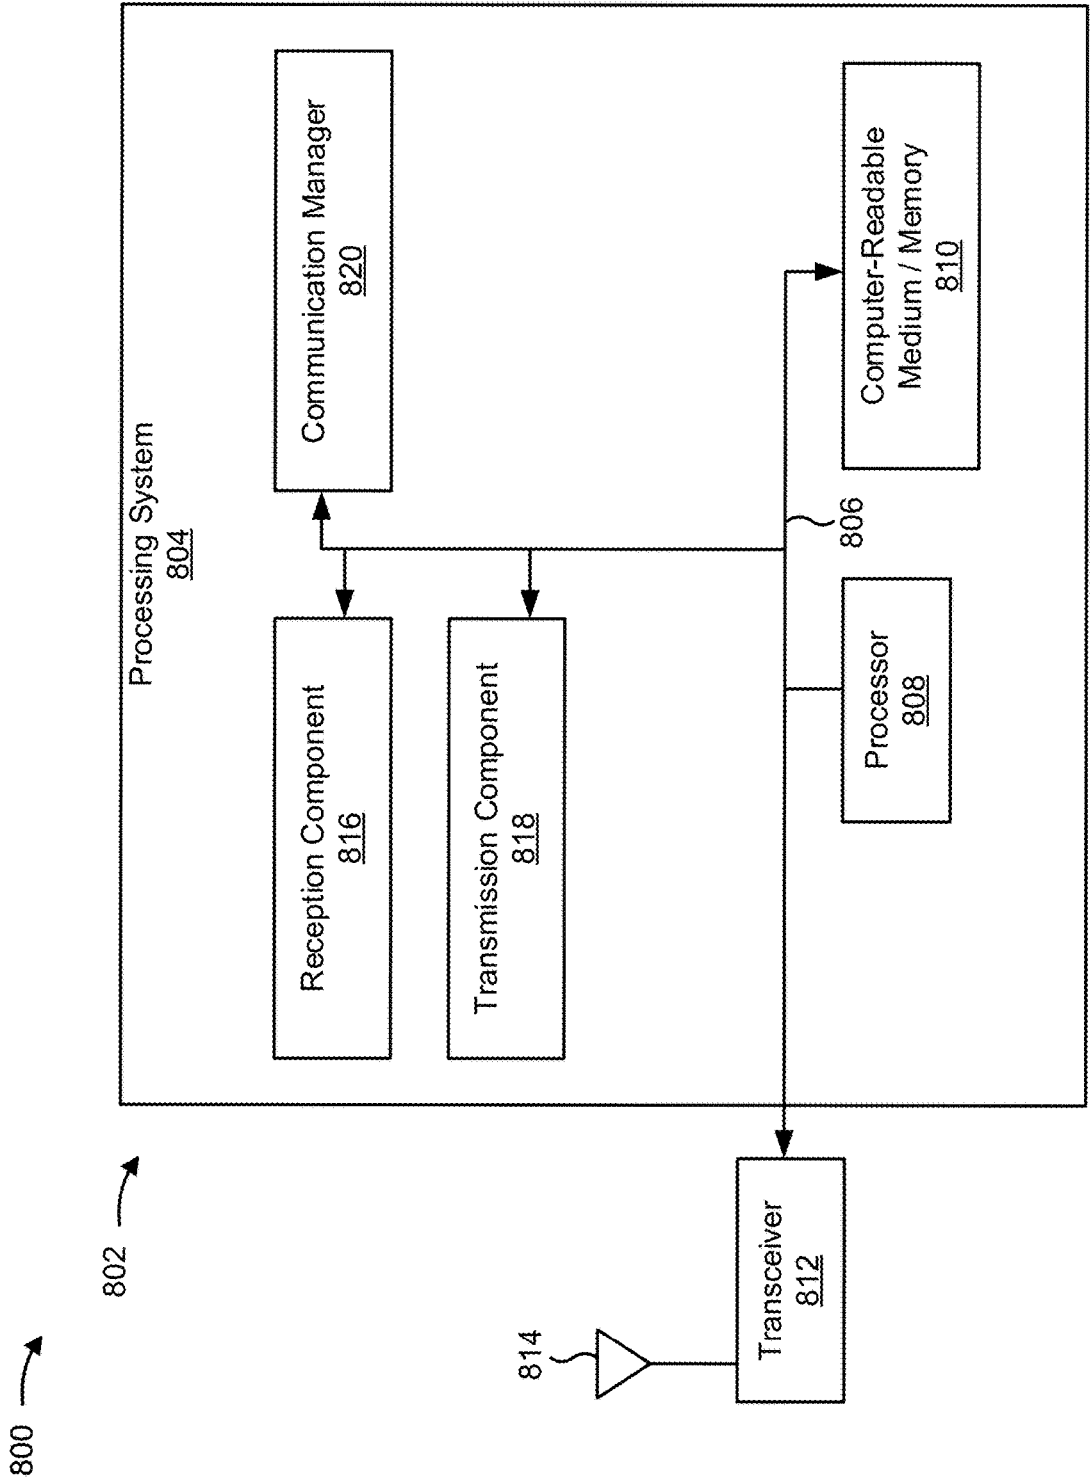 800
802
Processing System
804
Reception Component
816
Communication Manager
820
Transmission Component
818
814
Transceiver
812
806
Processor
808
Computer-Readable
Medium / Memory
810